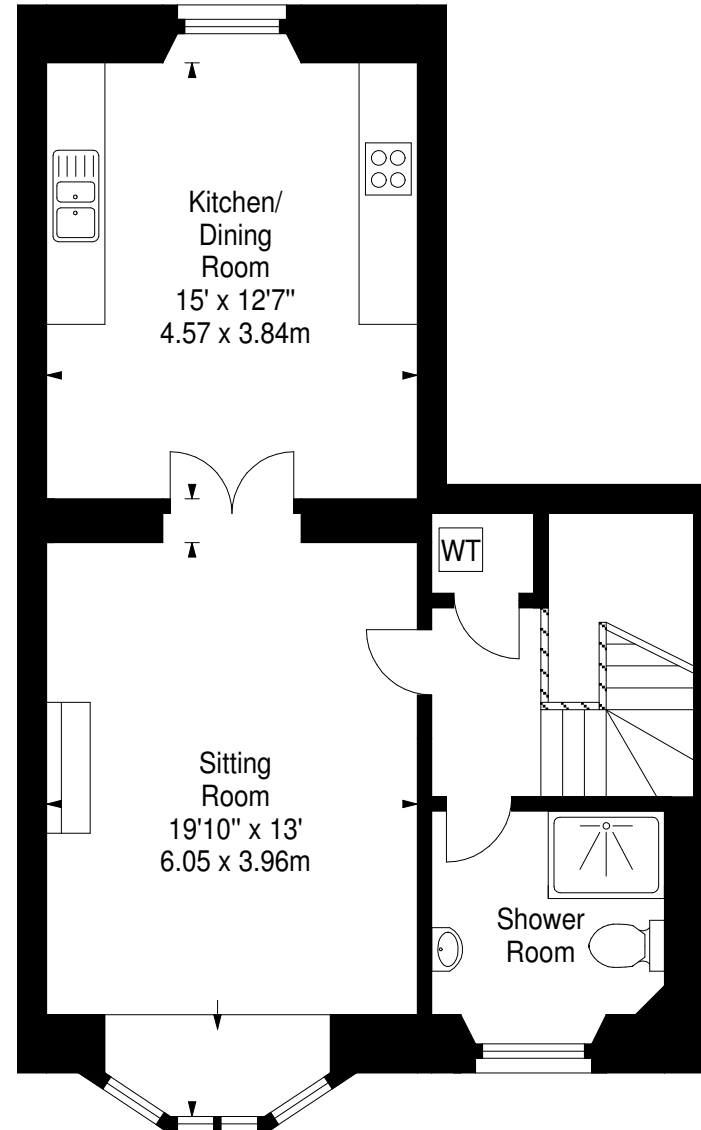 Kitchen/
Dining
Room
15' x 12'7"
4.57 x 3.84m
WT
Sitting
Room
19'10" x 13'
6.05 x 3.96m
Shower
Room